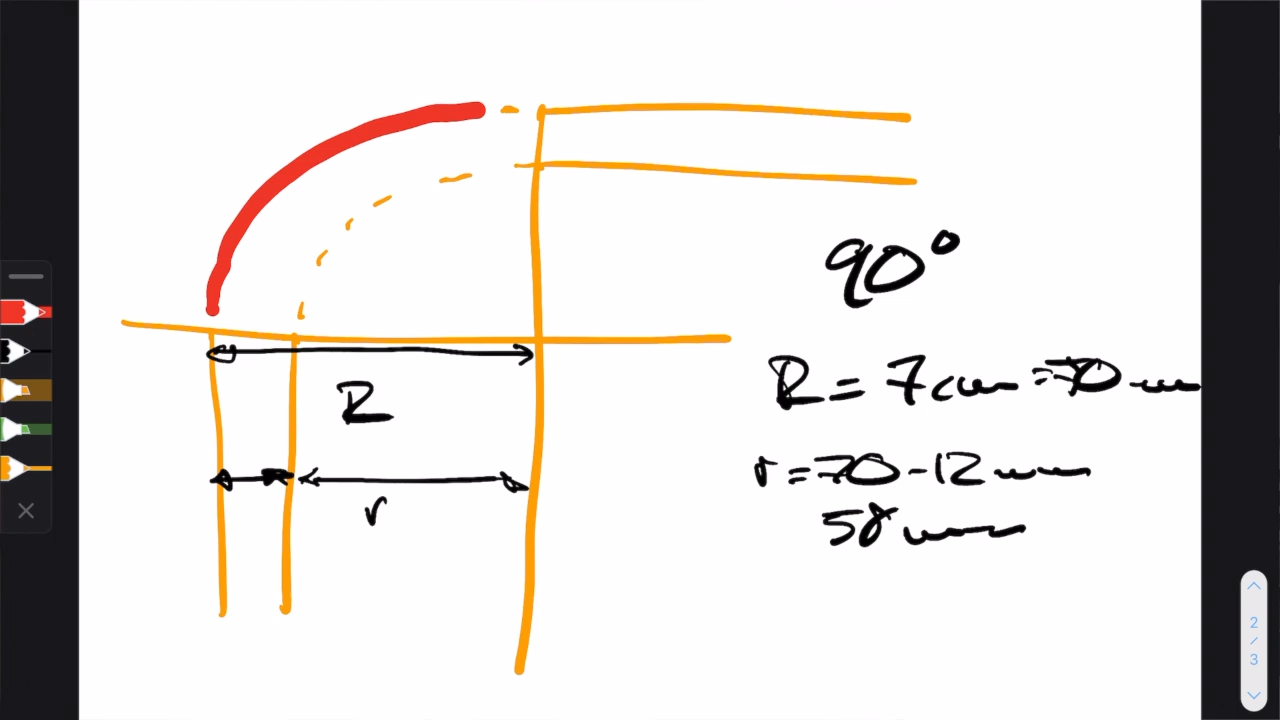 90°
R = 7cm = 70mm
R
r = 70 - 12mm
r
58mm
2
/
3